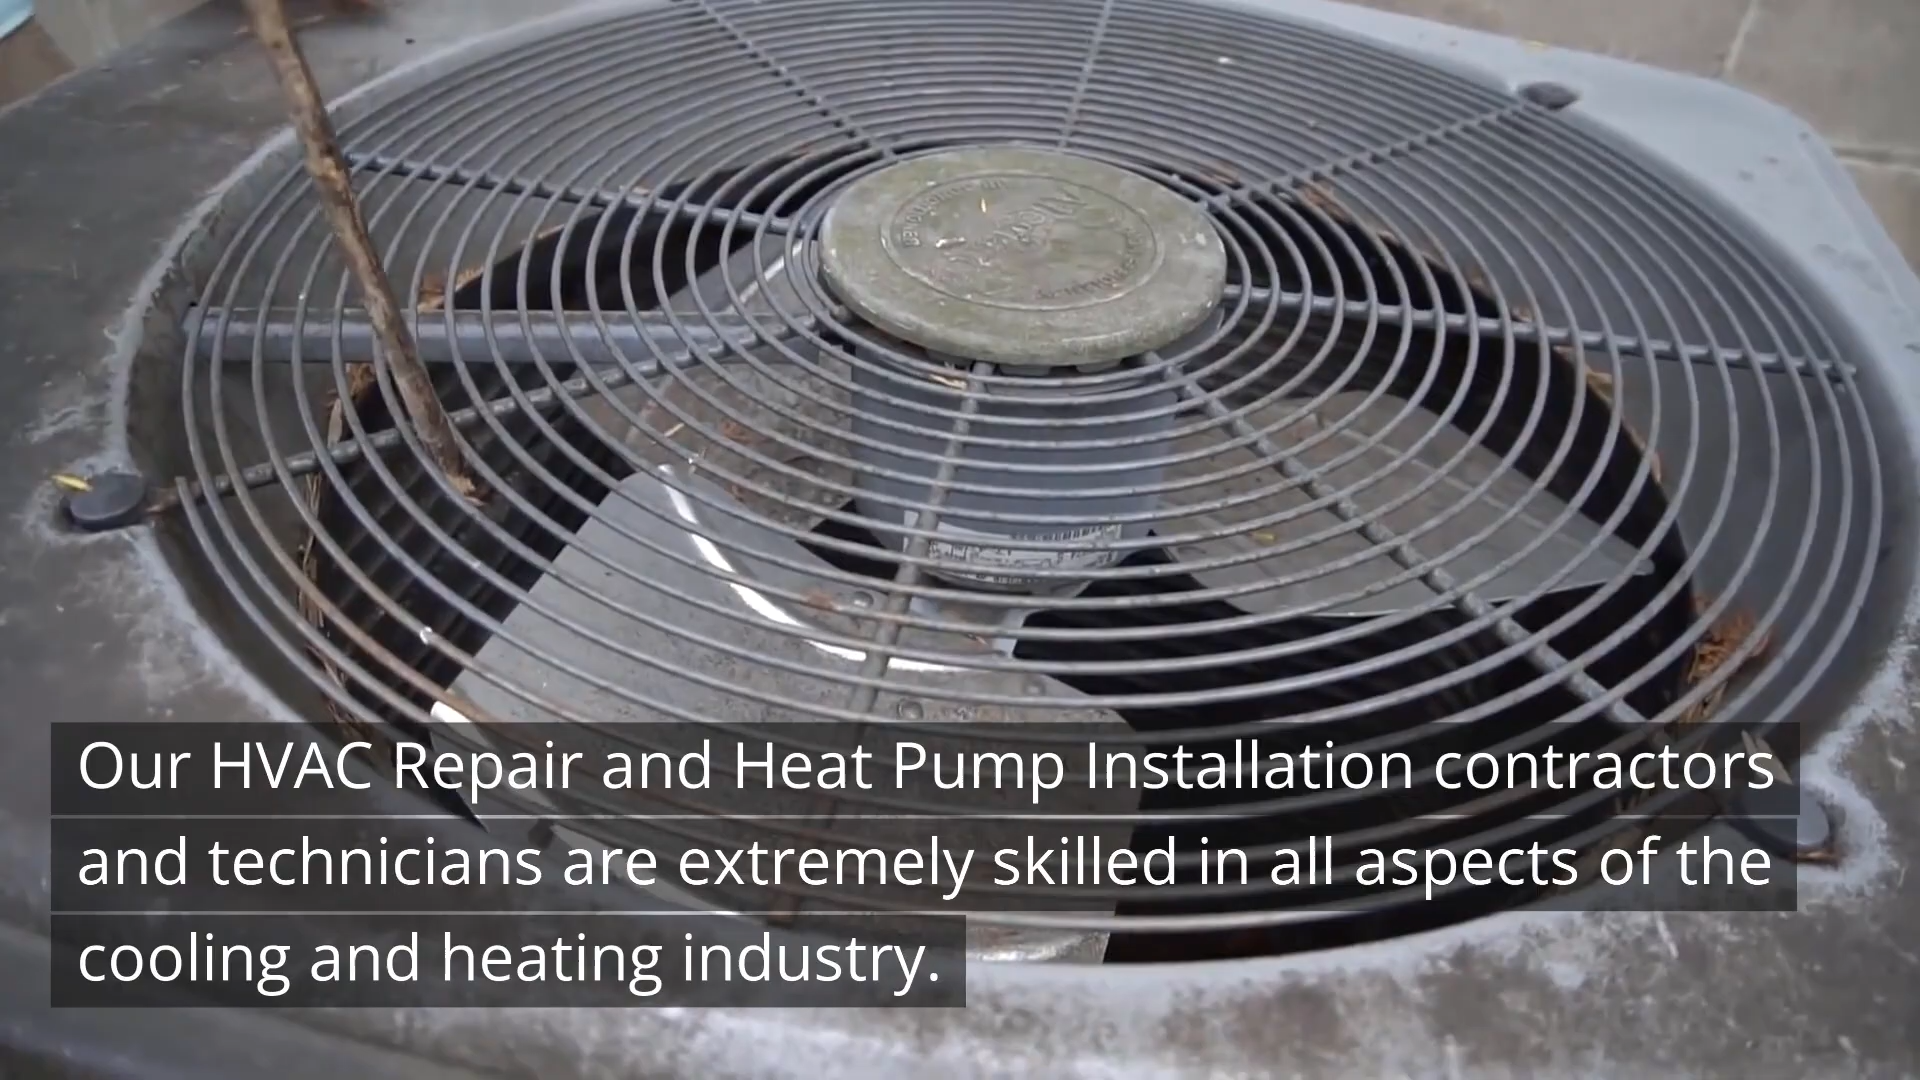 Our HVAC Repair and Heat Pump Installation contractors
and technicians are extremely skilled in all aspects of the
cooling and heating industry.